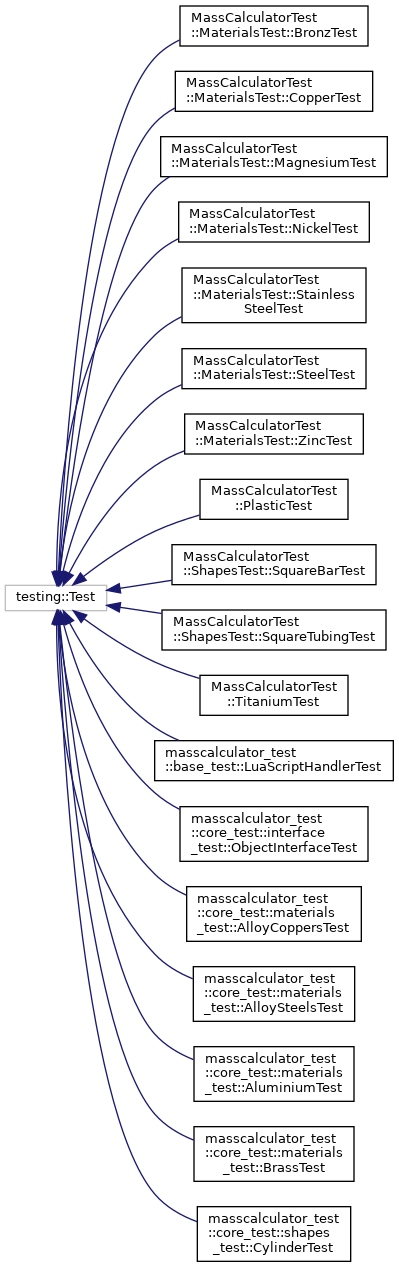 MassCalculatorTest
::MaterialsTest::BronzTest
MassCalculatorTest
::MaterialsTest::CopperTest
MassCalculatorTest
::MaterialsTest::MagnesiumTest
MassCalculatorTest
::MaterialsTest::NickelTest
MassCalculatorTest
::MaterialsTest::Stainless
SteelTest
MassCalculatorTest
::MaterialsTest::SteelTest
MassCalculatorTest
::MaterialsTest::ZincTest
MassCalculatorTest
::PlasticTest
MassCalculatorTest
::ShapesTest::SquareBarTest
testing::Test
MassCalculatorTest
::ShapesTest::SquareTubingTest
MassCalculatorTest
::TitaniumTest
masscalculator_test
::base_test::LuaScriptHandlerTest
masscalculator_test
::core_test::interface
_test::ObjectInterfaceTest
masscalculator_test
::core_test::materials
_test::AlloyCoppersTest
masscalculator_test
::core_test::materials
_test::AlloySteelsTest
masscalculator_test
::core_test::materials
_test::AluminiumTest
masscalculator_test
::core_test::materials
_test::BrassTest
masscalculator_test
::core_test::shapes
_test::CylinderTest